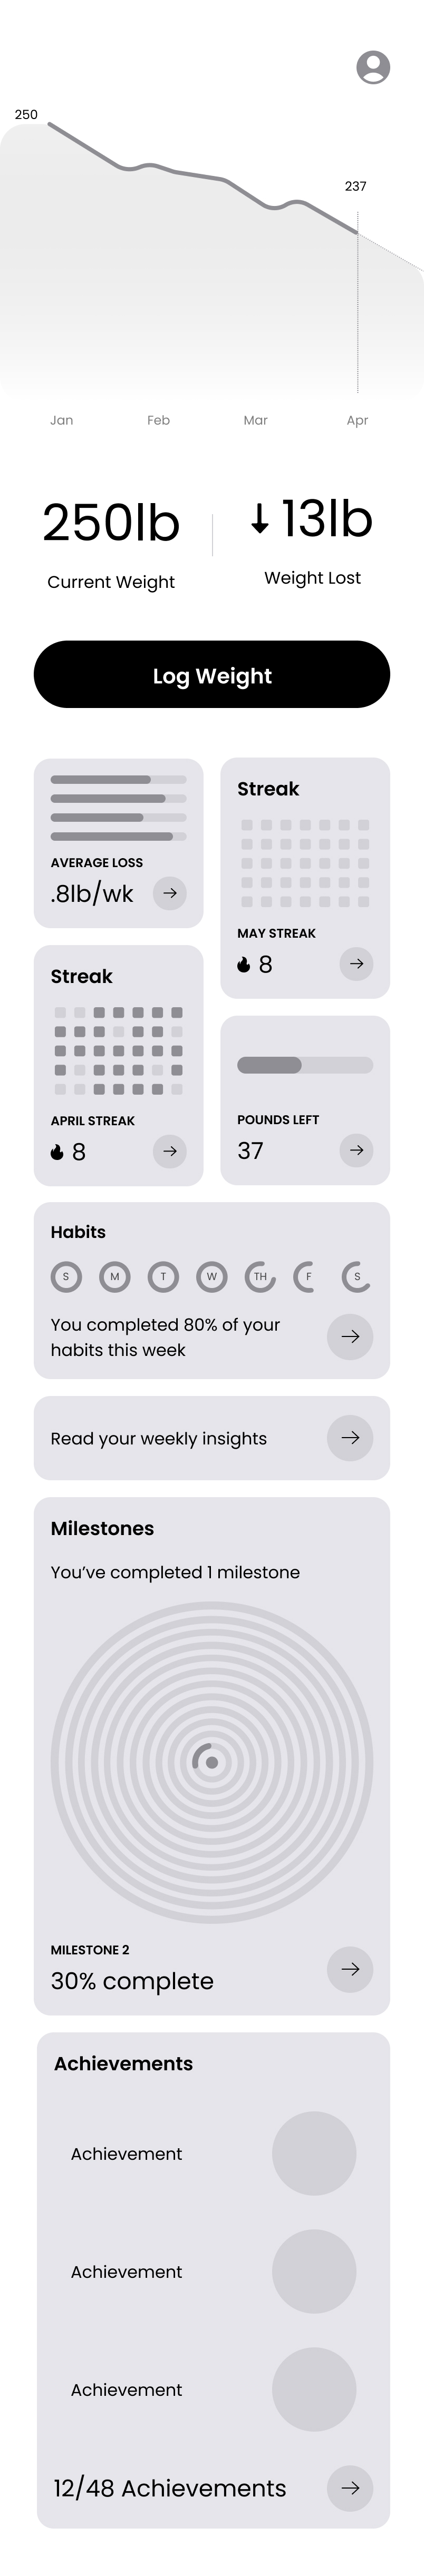 250
237
Jan Feb Mar Apr
250lb
Current Weight
13lb
Weight Lost
Log Weight
AVERAGE LOSS
.8lb/wk
Streak
MAY STREAK
8
Streak
APRIL STREAK
8
POUNDS LEFT
37
Habits
S M T W TH F S
You completed 80% of your
habits this week
Read your weekly insights
Milestones
You’ve completed 1 milestone
MILESTONE 2
30% complete
Achievements
Achievement
Achievement
Achievement
12/48 Achievements